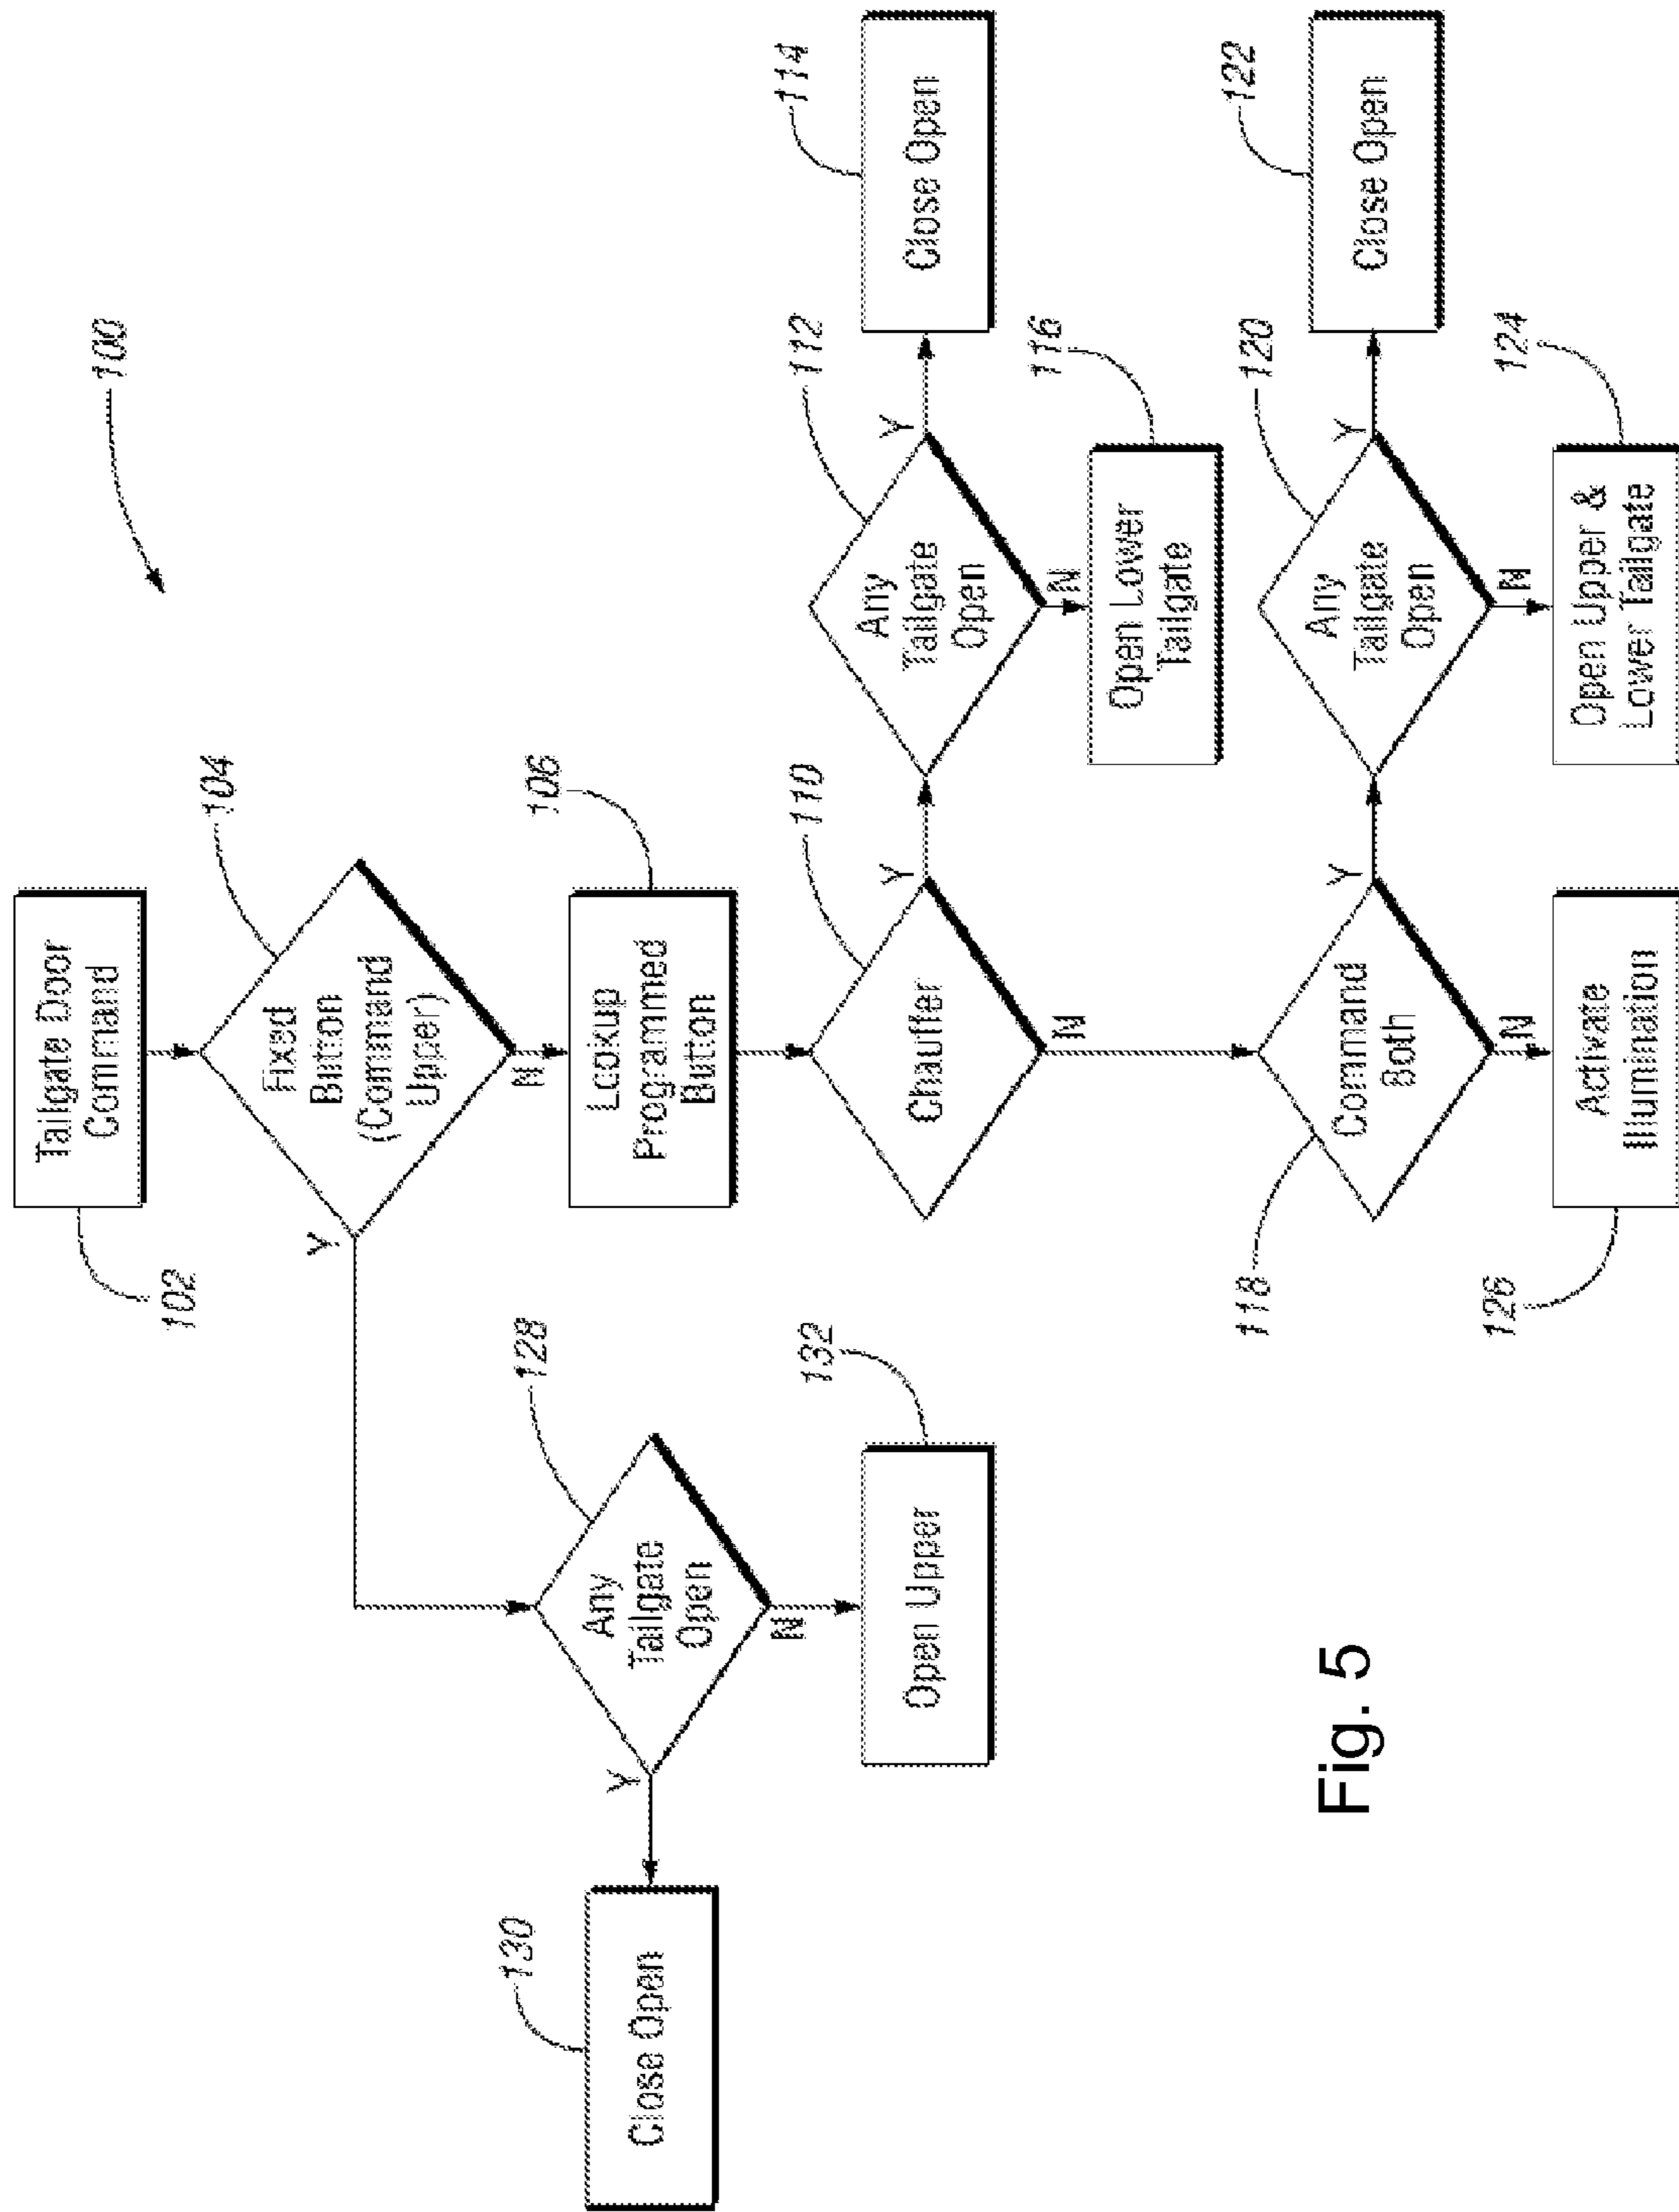 100
Tailgate Door
Command
102
Fixed
Button
(Command
Upper)
104
Y
N
Any
Tailgate
Open
128
Y
N
Close Open
130
Open Upper
132
Lookup
Programmed
Button
106
Chauffer
110
Y
N
Any
Tailgate
Open
112
Y
N
Close Open
114
Open Lower
Tailgate
116
Command
Both
118
Y
N
Any
Tailgate
Open
120
Y
N
Close Open
122
Open Upper &
Lower Tailgate
124
Activate
Illumination
126
Fig. 5